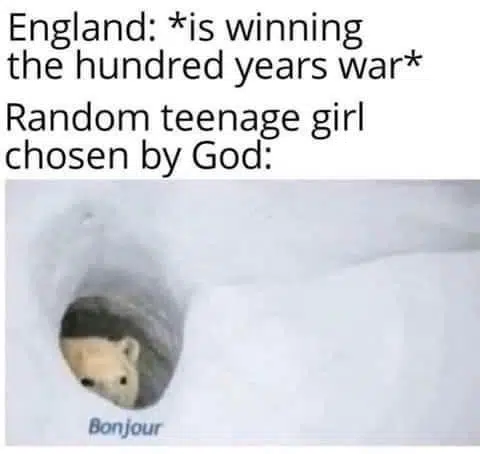 England: *is winning
the hundred years war*
Random teenage girl
chosen by God:
Bonjour